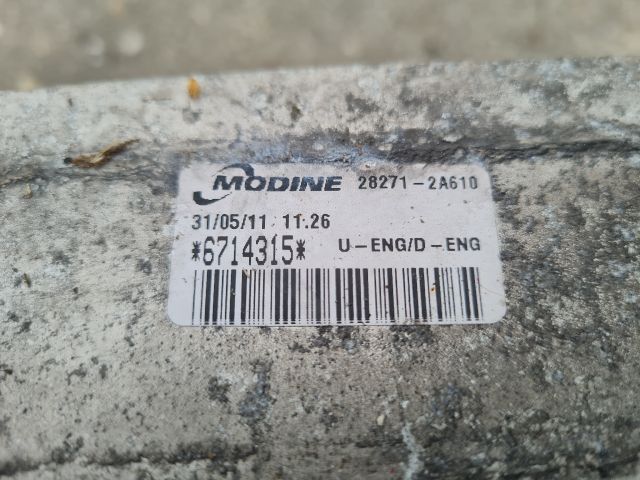 MODINE 28271-2A610
31/05/11 11.26
*6714315* U-ENG/D-ENG